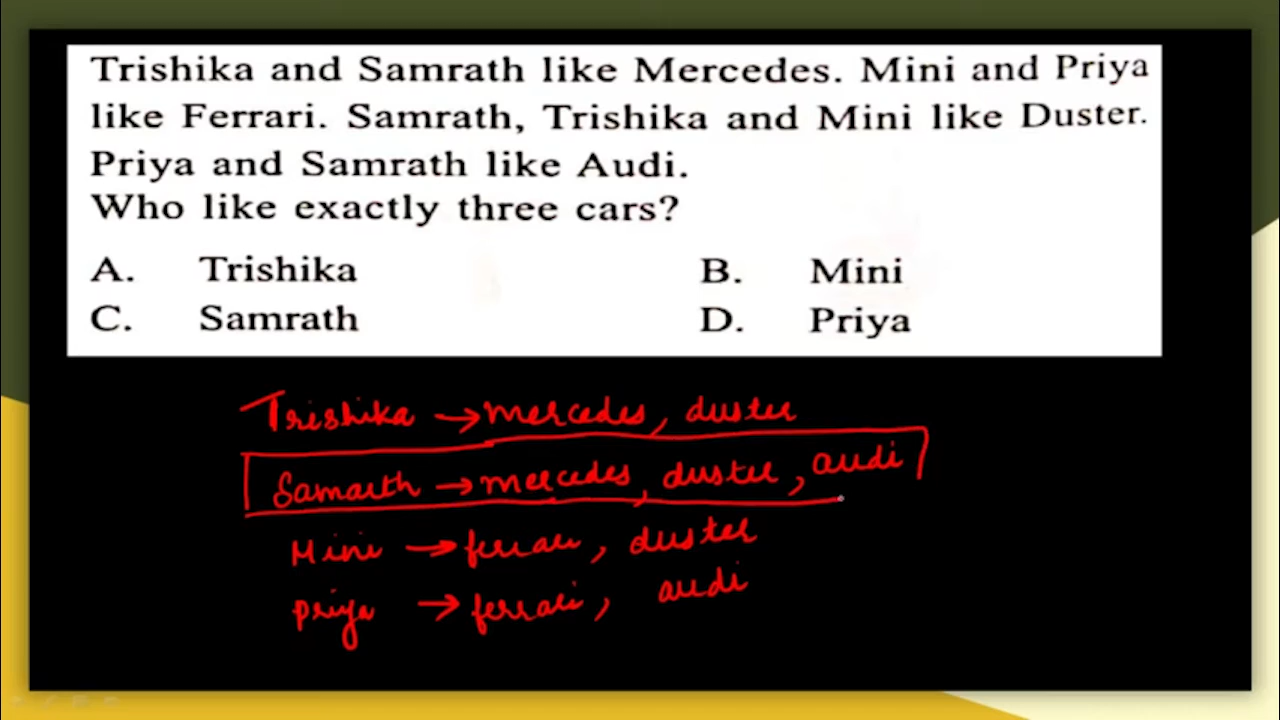 Trishika and Samrath like Mercedes. Mini and Priya
like Ferrari. Samrath, Trishika and Mini like Duster.
Priya and Samrath like Audi.
Who like exactly three cars?
A. Trishika B. Mini
C. Samrath D. Priya
Trishika → mercedes, duster
Samarth → mercedes, duster, audi
Mini → ferrari, duster
Priya → ferrari, audi